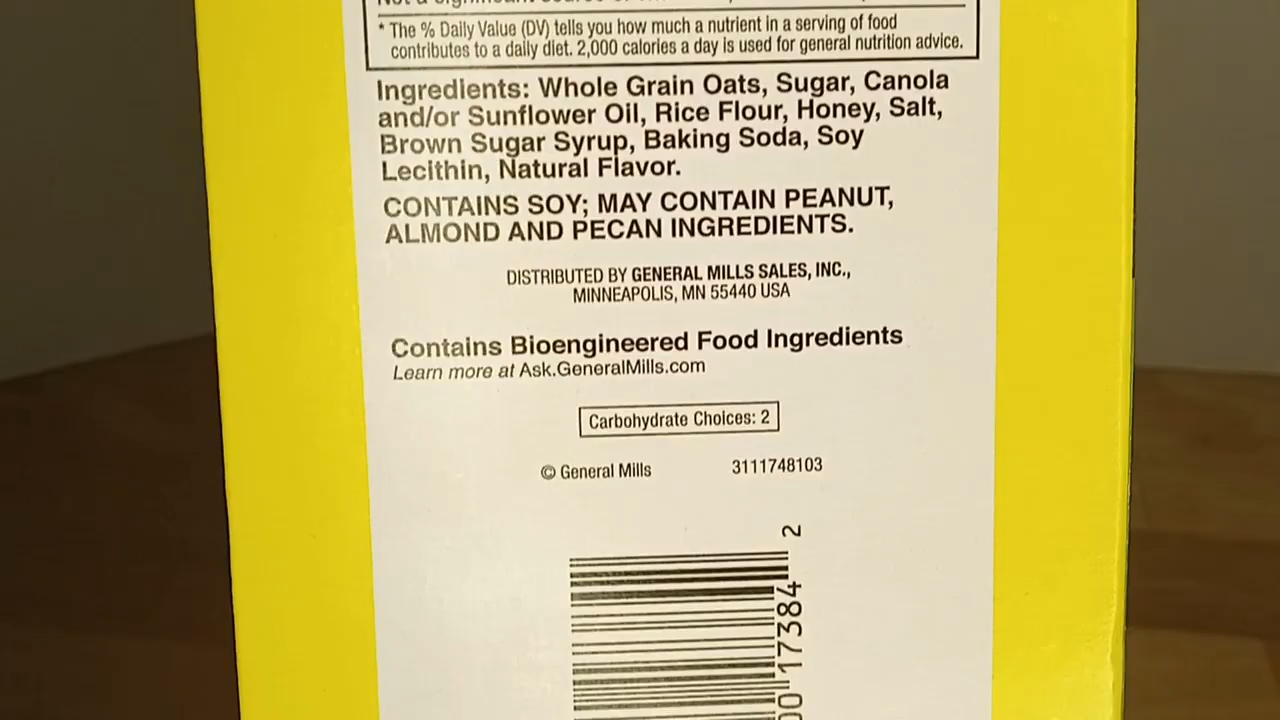 * The % Daily Value (DV) tells you how much a nutrient in a serving of food
contributes to a daily diet. 2,000 calories a day is used for general nutrition advice.
Ingredients: Whole Grain Oats, Sugar, Canola
and/or Sunflower Oil, Rice Flour, Honey, Salt,
Brown Sugar Syrup, Baking Soda, Soy
Lecithin, Natural Flavor.
CONTAINS SOY; MAY CONTAIN PEANUT,
ALMOND AND PECAN INGREDIENTS.
DISTRIBUTED BY GENERAL MILLS SALES, INC.,
MINNEAPOLIS, MN 55440 USA
Contains Bioengineered Food Ingredients
Learn more at Ask.GeneralMills.com
Carbohydrate Choices: 2
© General Mills 3111748103
00 17384 2